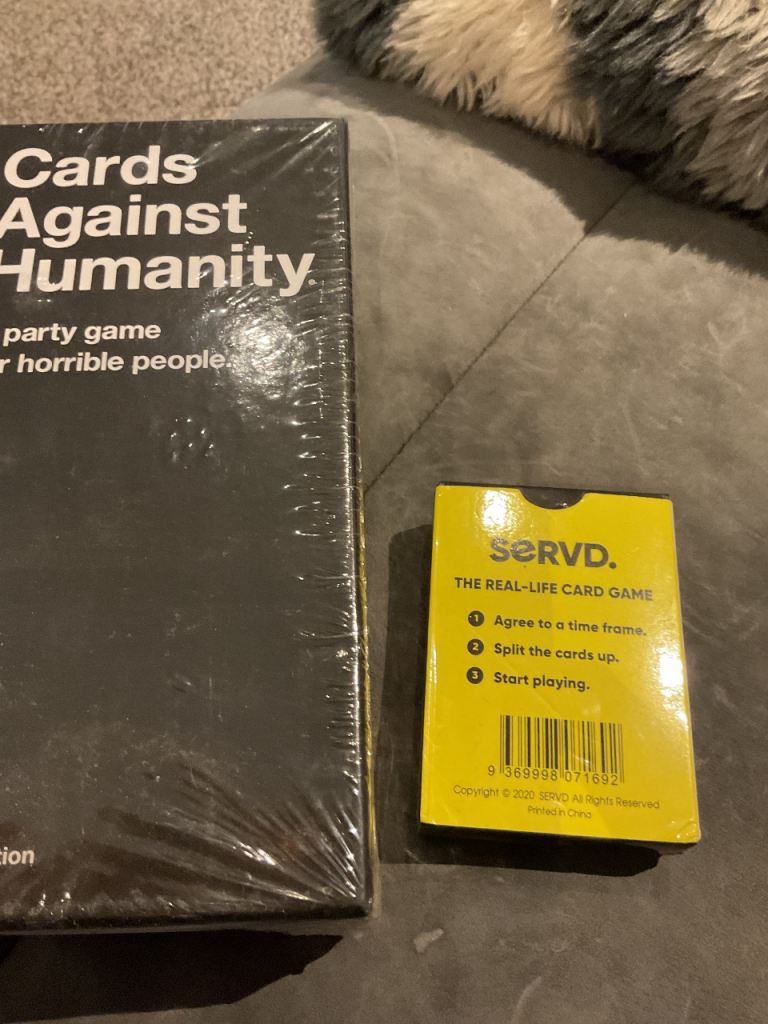 Cards
Against
Humanity.
party game
horrible people.
SERVD.
THE REAL-LIFE CARD GAME
1 Agree to a time frame.
2 Split the cards up.
3 Start playing.
9 369998 071692
Copyright © 2020 SERVD All Rights Reserved
Printed in China